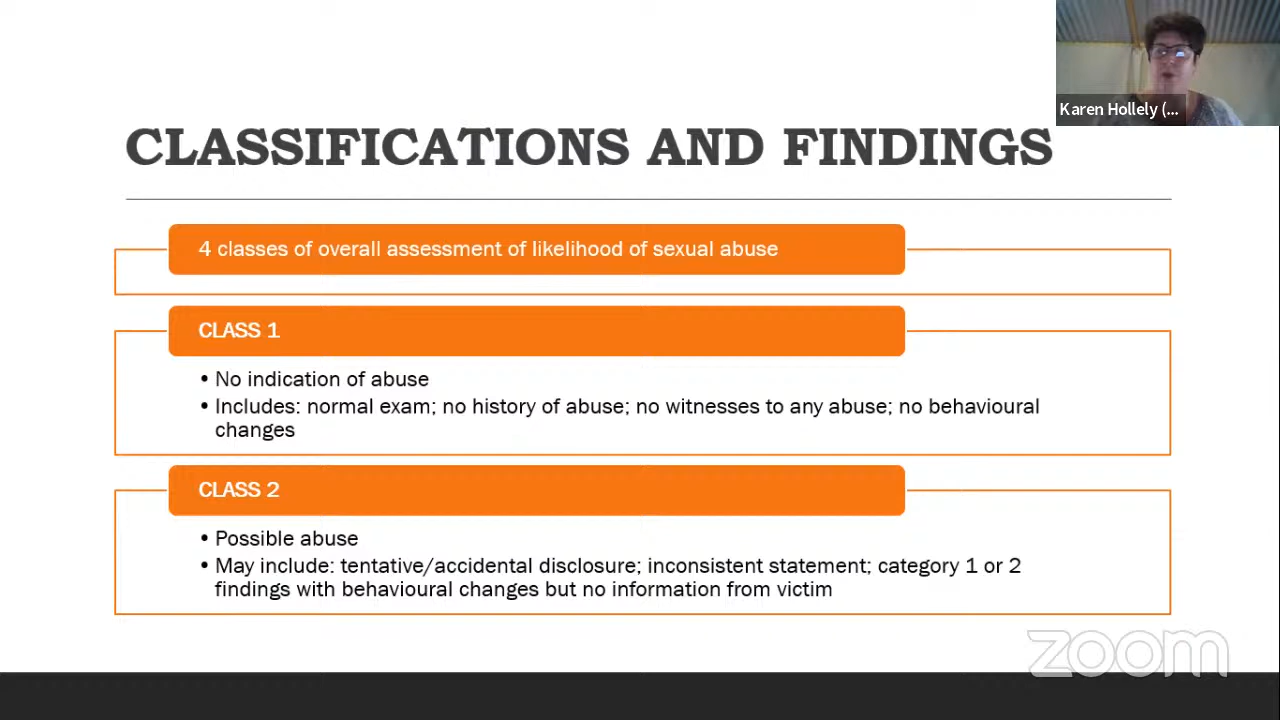 Karen Hollely (...
CLASSIFICATIONS AND FINDINGS
4 classes of overall assessment of likelihood of sexual abuse
CLASS 1
• No indication of abuse
• Includes: normal exam; no history of abuse; no witnesses to any abuse; no behavioural
changes
CLASS 2
• Possible abuse
• May include: tentative/accidental disclosure; inconsistent statement; category 1 or 2
findings with behavioural changes but no information from victim
zoom